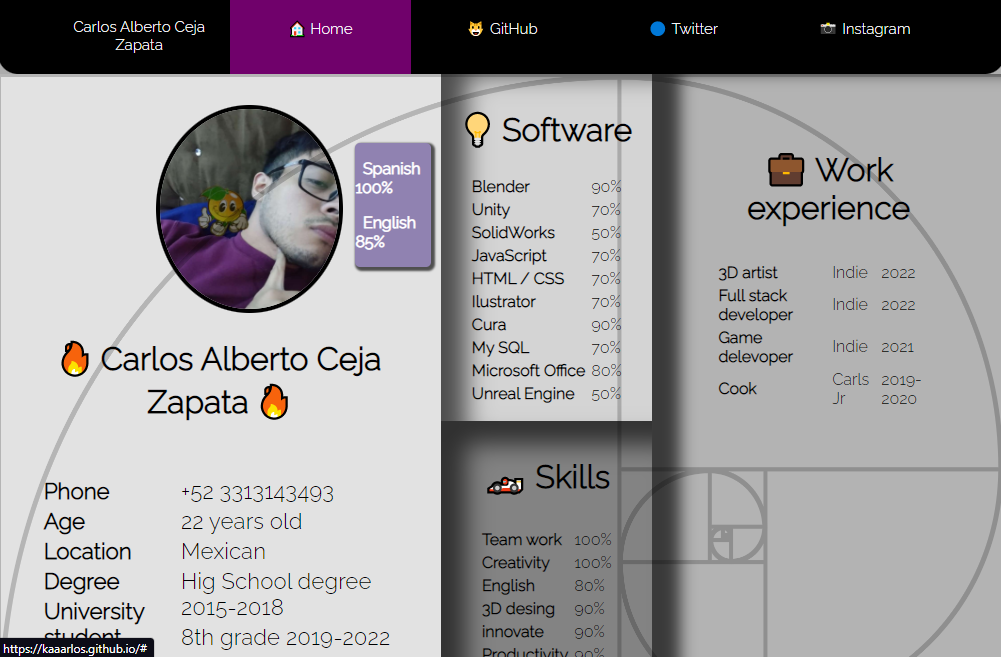 Carlos Alberto Ceja
Zapata
Home
GitHub
Twitter
Instagram
Spanish
100%
English
85%
Carlos Alberto Ceja
Zapata
Phone +52 3313143493
Age 22 years old
Location Mexican
Degree Hig School degree
2015-2018
University
student
8th grade 2019-2022
Software
Blender 90%
Unity 70%
SolidWorks 50%
JavaScript 70%
HTML / CSS 70%
Ilustrator 70%
Cura 90%
My SQL 70%
Microsoft Office 80%
Unreal Engine 50%
Skills
Team work 100%
Creativity 100%
English 80%
3D desing 90%
innovate 90%
Productivity 90%
Work
experience
3D artist Indie 2022
Full stack
developer Indie 2022
Game
delevoper Indie 2021
Cook Carls
Jr 2019-
2020
https://kaaarlos.github.io/#